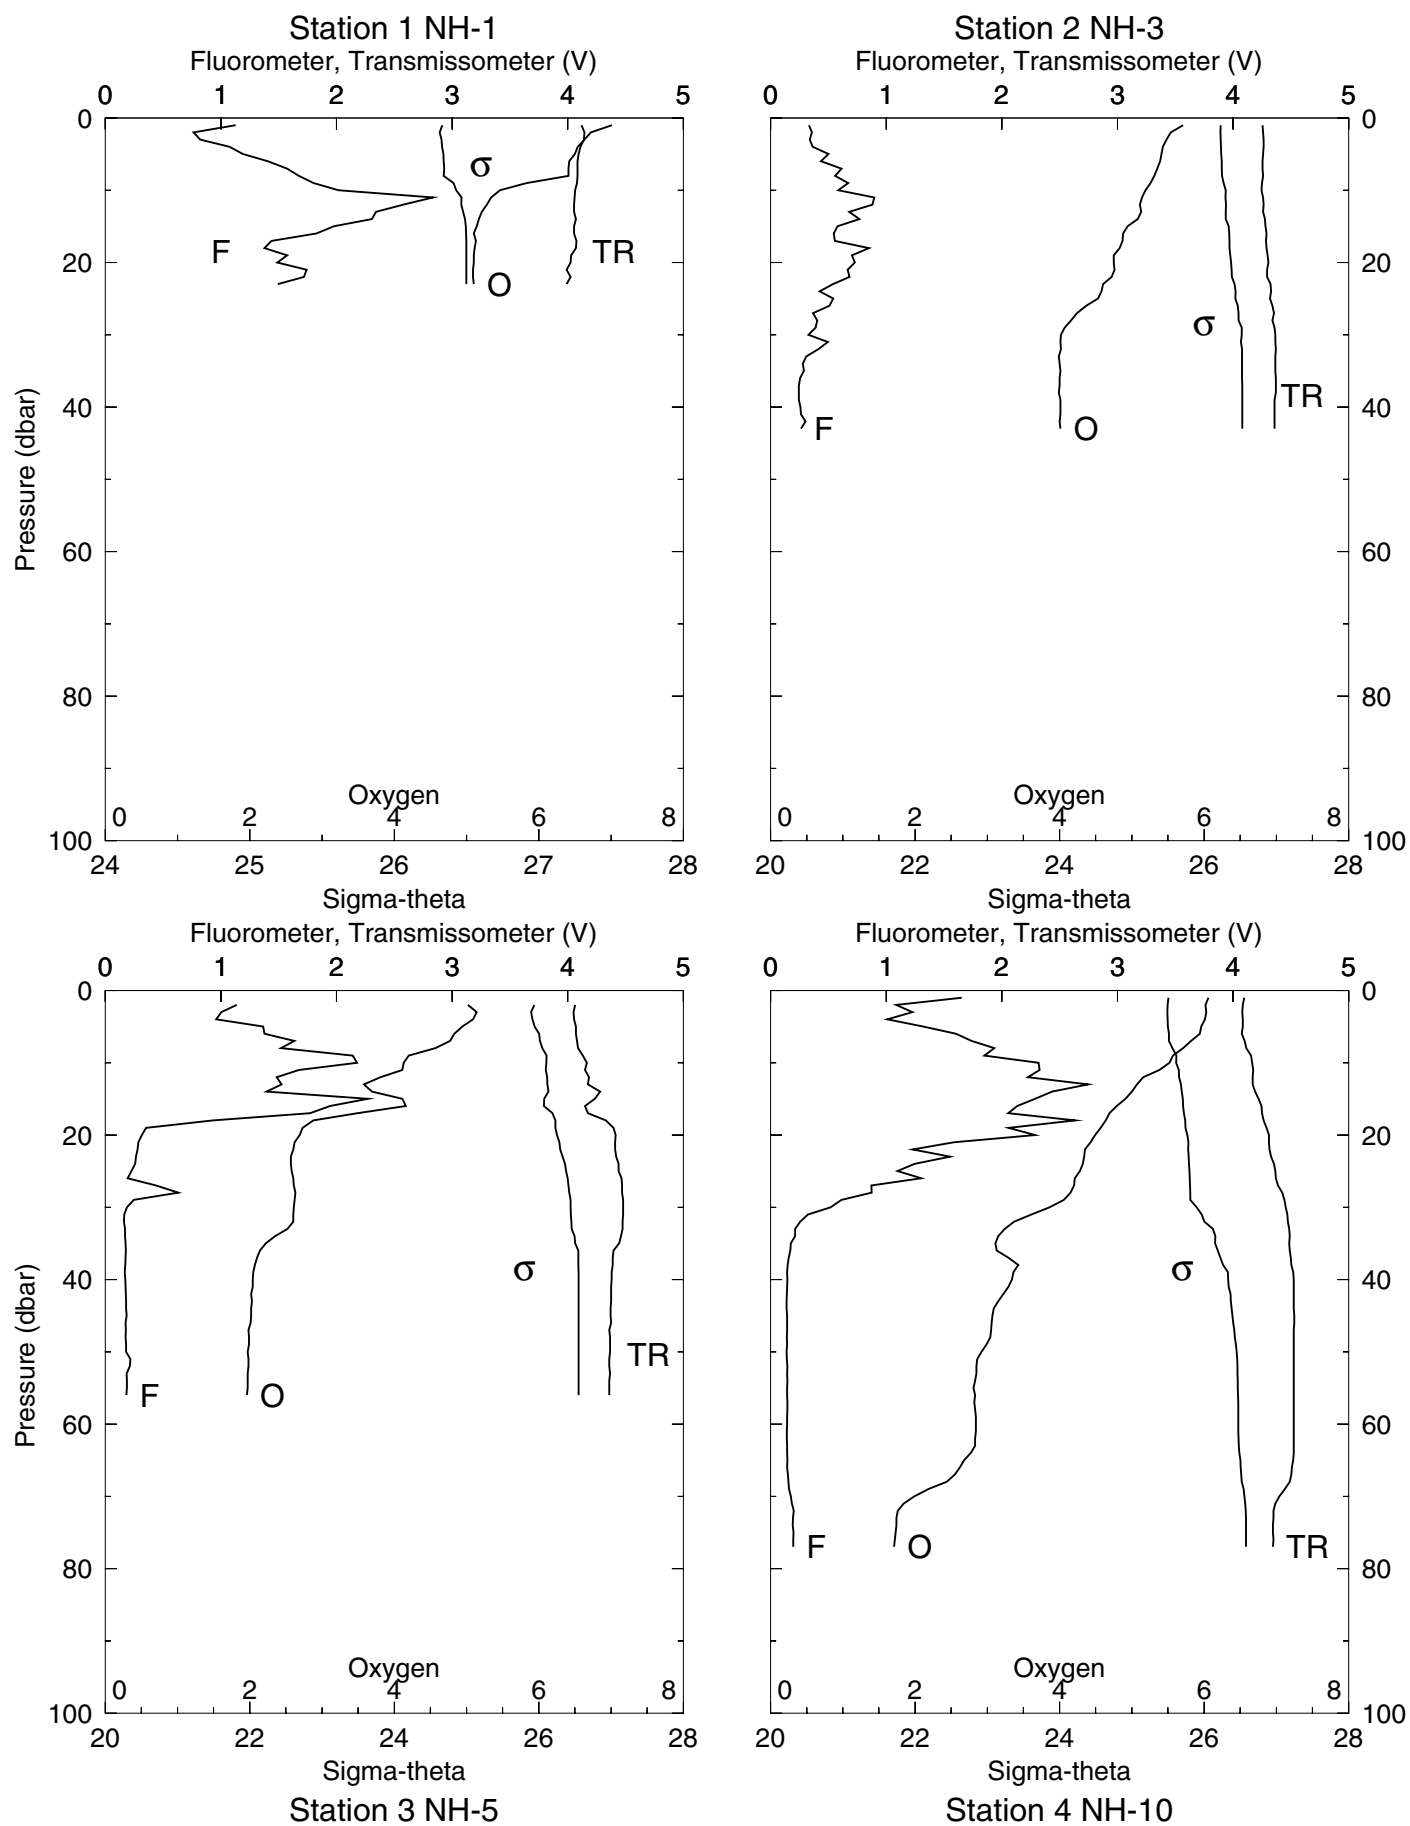 Station 1 NH-1
Fluorometer, Transmissometer (V)
0 1 2 3 4 5
0
20
40
60
80
100
Pressure (dbar)
σ
F
TR
O
Oxygen
0 2 4 6 8
24 25 26 27 28
Sigma-theta
Station 2 NH-3
Fluorometer, Transmissometer (V)
0 1 2 3 4 5
0
20
40
60
80
100
σ
TR
F
O
Oxygen
0 2 4 6 8
20 22 24 26 28
Sigma-theta
Fluorometer, Transmissometer (V)
0 1 2 3 4 5
0
20
40
60
80
100
Pressure (dbar)
σ
TR
F
O
Oxygen
0 2 4 6 8
20 22 24 26 28
Sigma-theta
Station 3 NH-5
Fluorometer, Transmissometer (V)
0 1 2 3 4 5
0
20
40
60
80
100
σ
F
O
TR
Oxygen
0 2 4 6 8
20 22 24 26 28
Sigma-theta
Station 4 NH-10